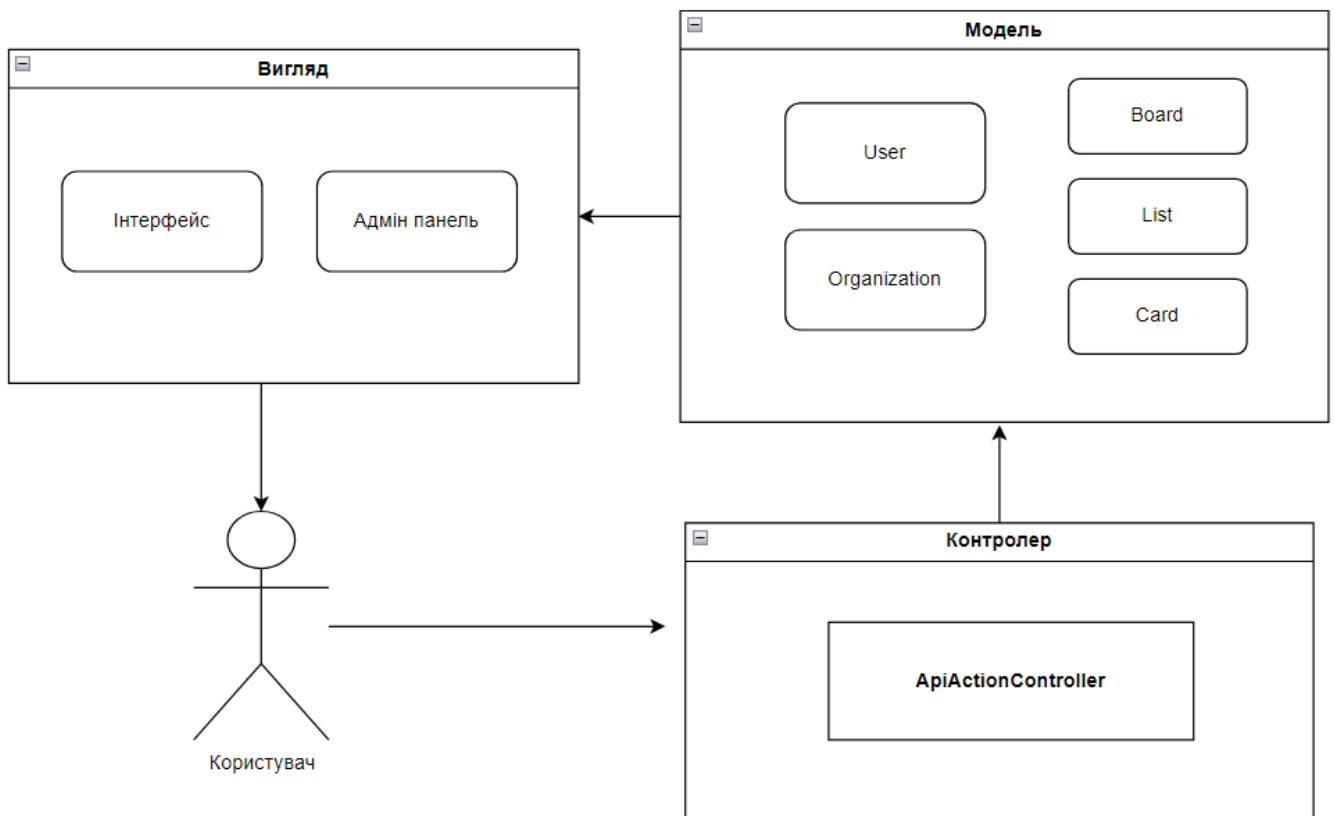 Вигляд
Інтерфейс
Адмін панель
Модель
User
Organization
Board
List
Card
Користувач
Контролер
ApiActionController